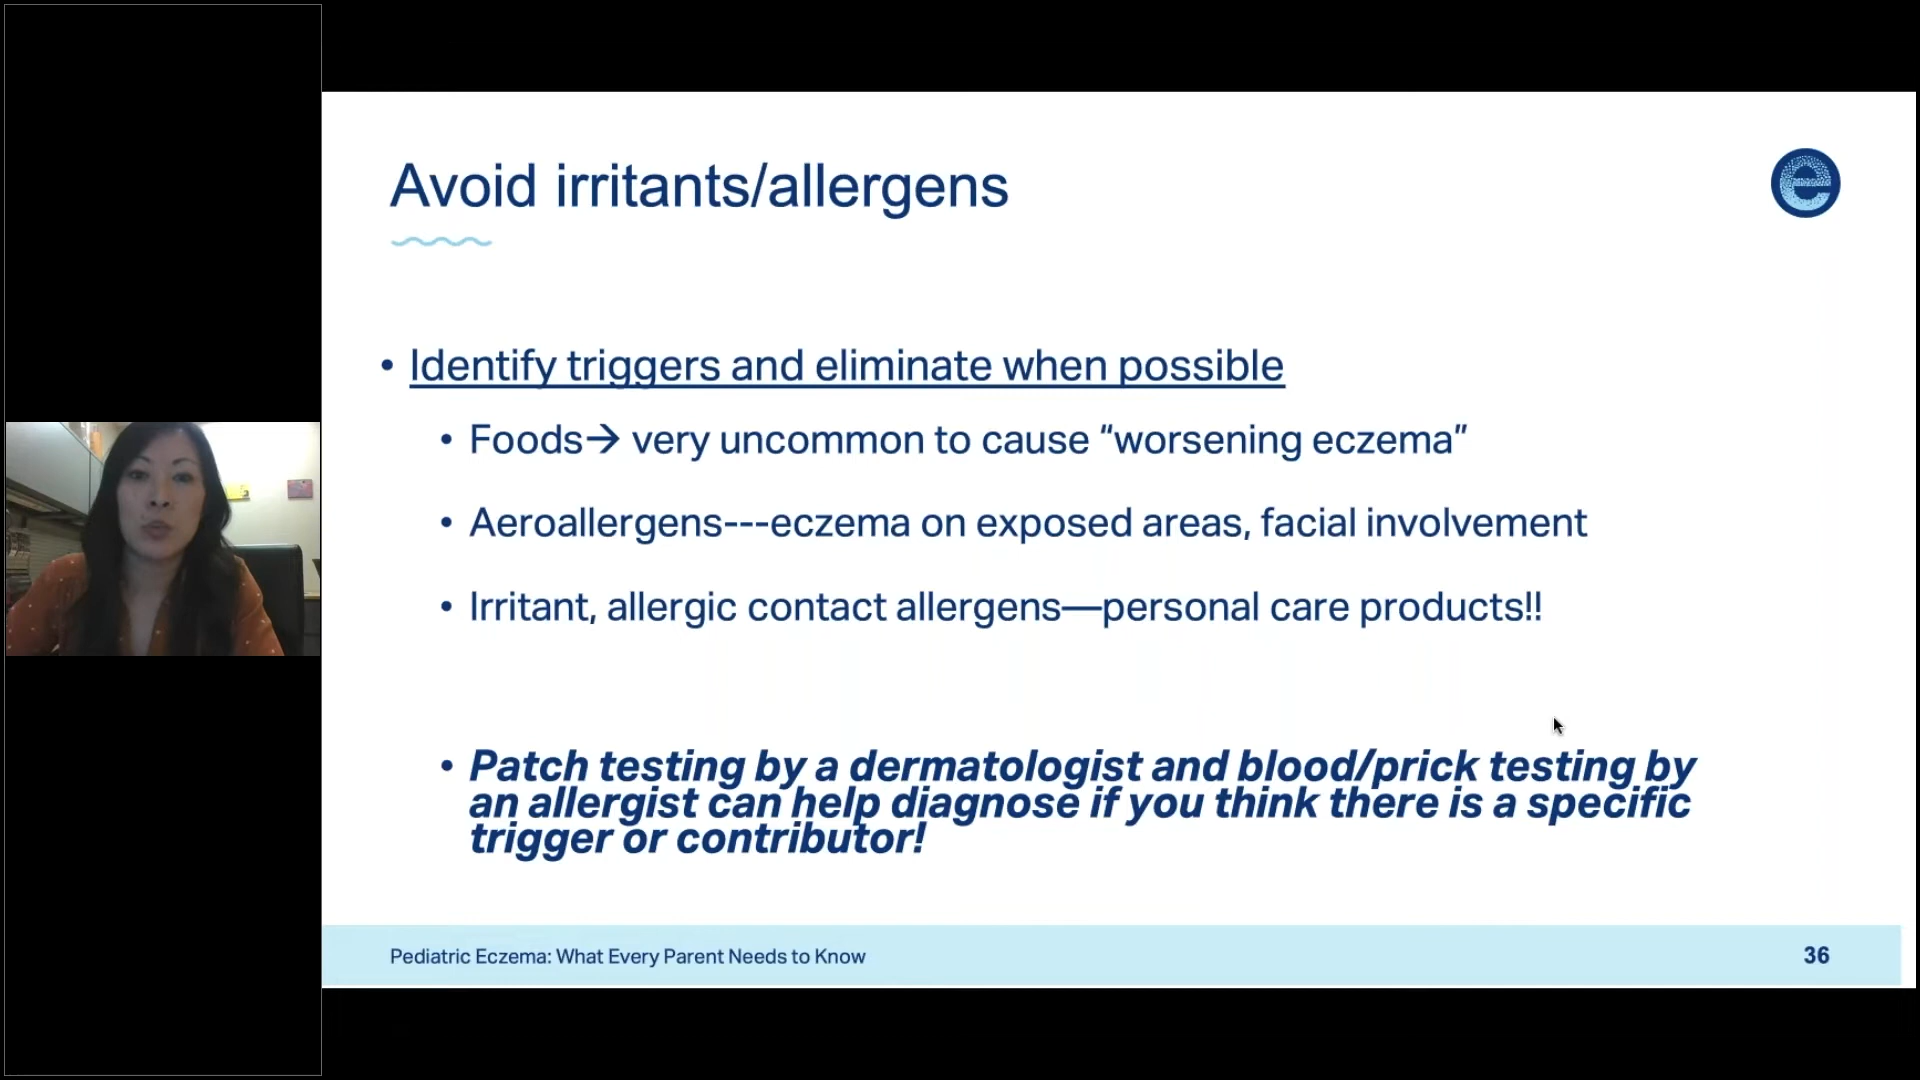 Avoid irritants/allergens
e
• Identify triggers and eliminate when possible
• Foods→ very uncommon to cause “worsening eczema”
• Aeroallergens---eczema on exposed areas, facial involvement
• Irritant, allergic contact allergens—personal care products!!
• Patch testing by a dermatologist and blood/prick testing by
an allergist can help diagnose if you think there is a specific
trigger or contributor!
Pediatric Eczema: What Every Parent Needs to Know
36